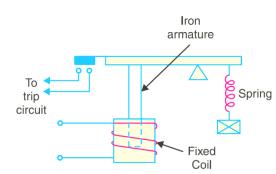 Iron
armature
To
trip
circuit
Spring
Fixed
Coil